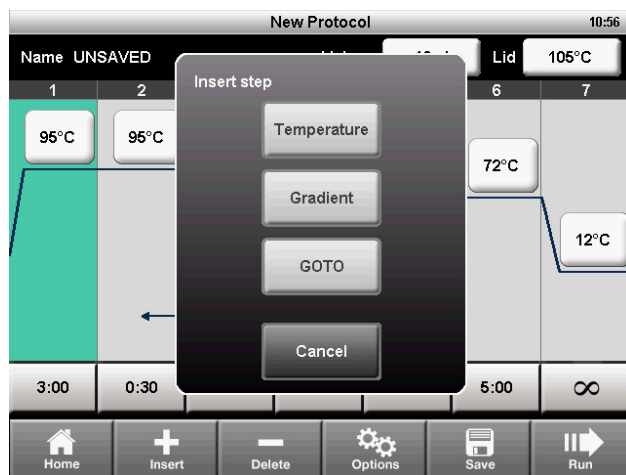 New Protocol 10:56
Name UNSAVED Lid 105°C
1 2 6 7
Insert step
95°C 95°C Temperature 72°C
Gradient
12°C
GOTO
Cancel
3:00 0:30 5:00 ∞
Home Insert Delete Options Save Run